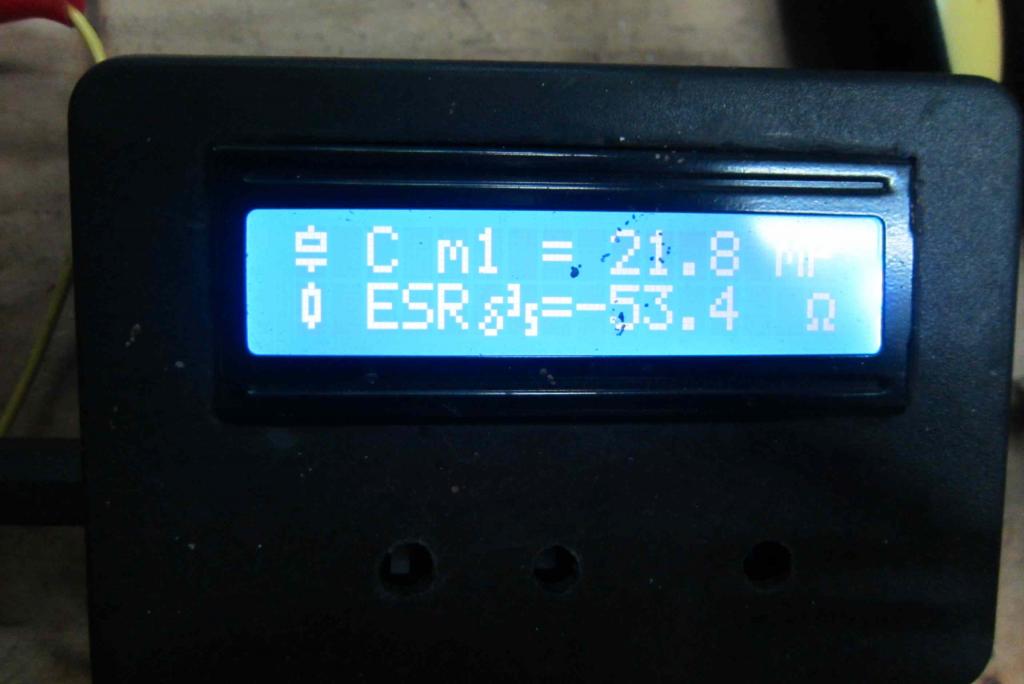 C m1 = 21.8 mF
ESR =-53.4 Ω